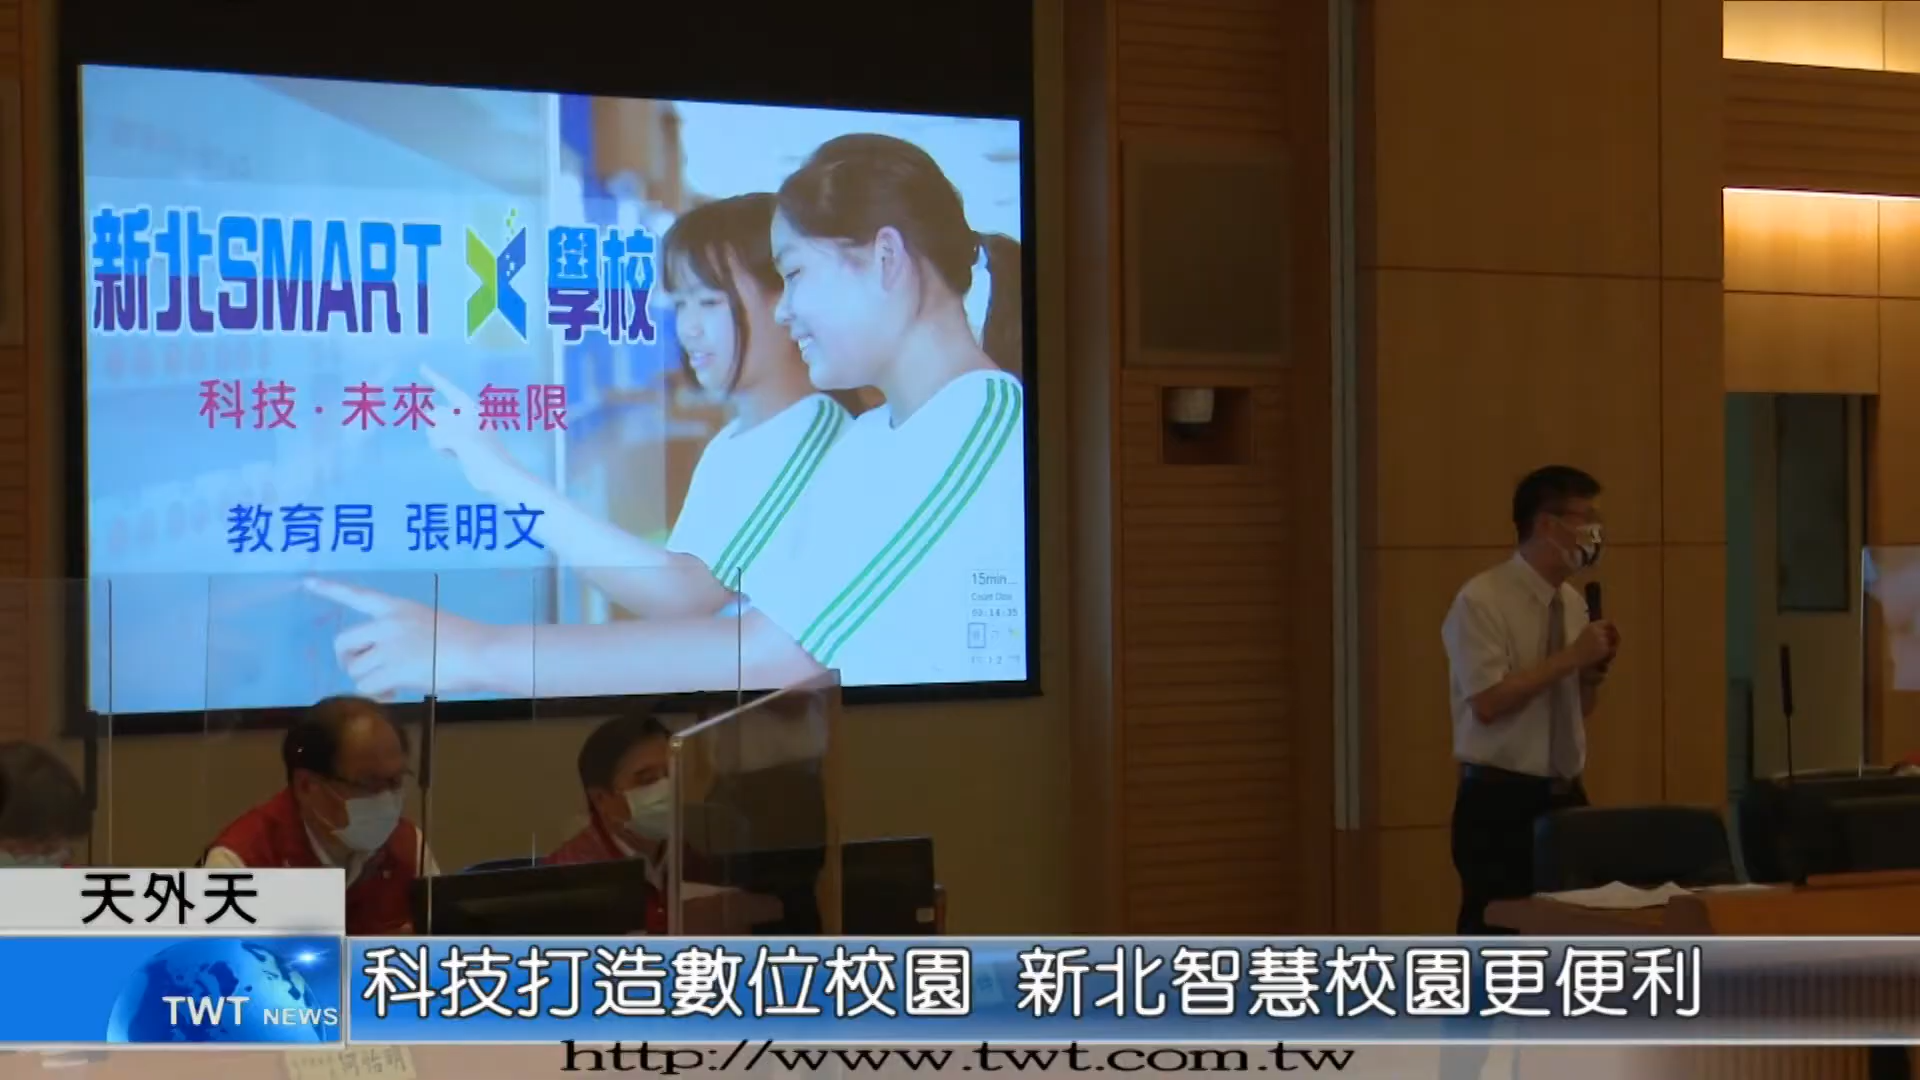 新北SMART X 學校
科技·未來·無限
教育局 張明文
15min...
天外天
TWT NEWS
科技打造數位校園 新北智慧校園更便利
http://www.twt.com.tw